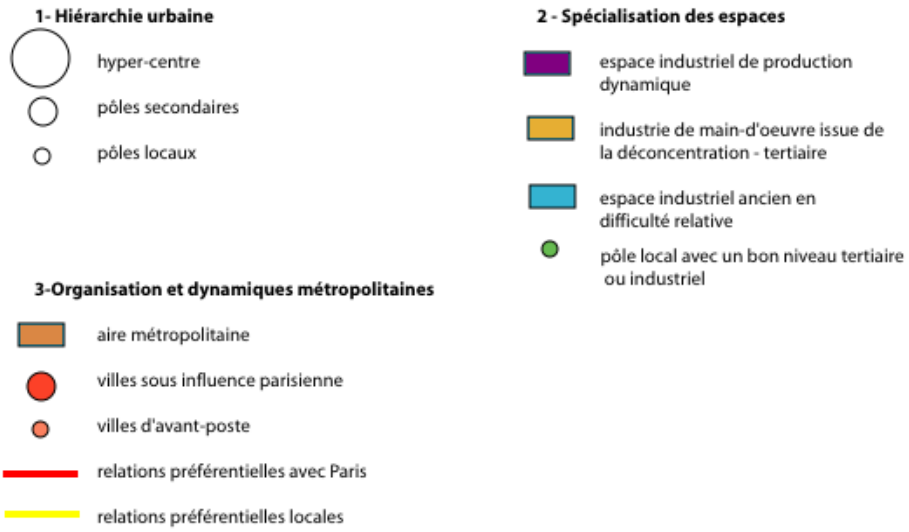 1- Hiérarchie urbaine
hyper-centre
pôles secondaires
pôles locaux
2 - Spécialisation des espaces
espace industriel de production
dynamique
industrie de main-d'oeuvre issue de
la déconcentration - tertiaire
espace industriel ancien en
difficulté relative
pôle local avec un bon niveau tertiaire
ou industriel
3-Organisation et dynamiques métropolitaines
aire métropolitaine
villes sous influence parisienne
villes d'avant-poste
relations préférentielles avec Paris
relations préférentielles locales